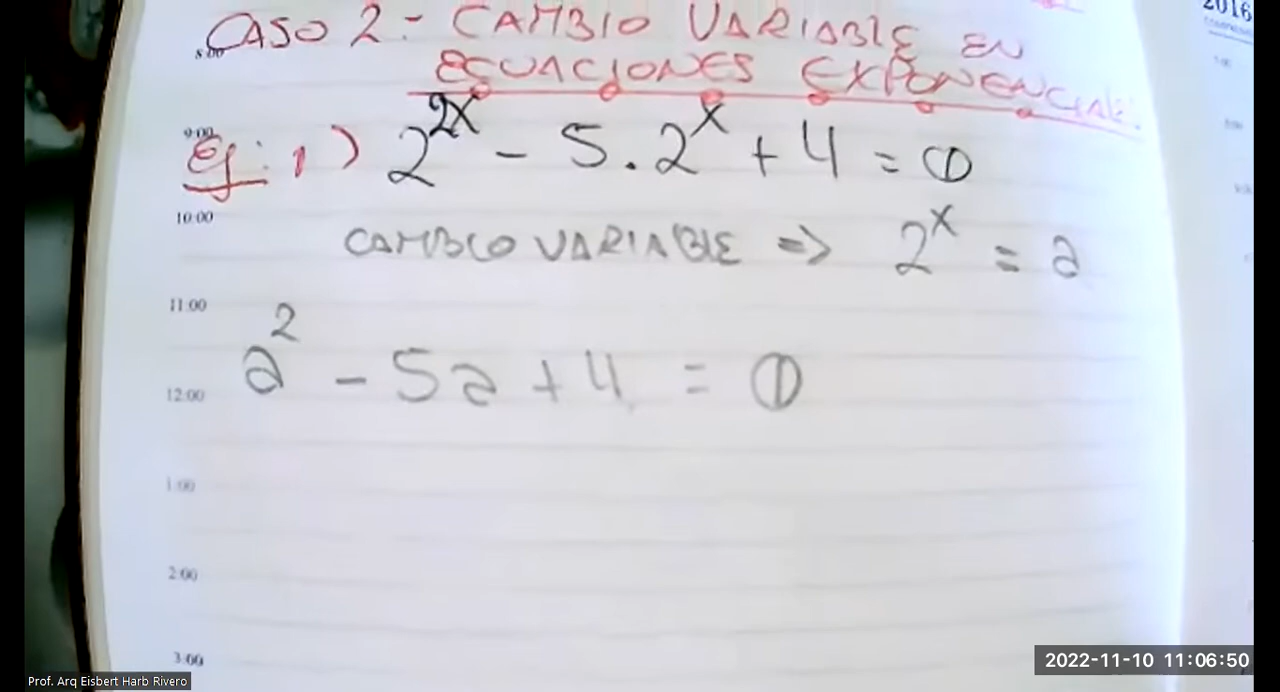 2016
CASO 2 - CAMBIO VARIABLE EN
8:00
ECUACIONES EXPONENCIALE.
9:00
Ej: 1) 2^2x - 5.2^x + 4 = 0
10:00
CAMBIO VARIABLE => 2^x = a
11:00
a^2 - 5a + 4 = 0
12:00
1:00
2:00
3:00
2022-11-10 11:06:50
Prof. Arq Eisbert Harb Rivero